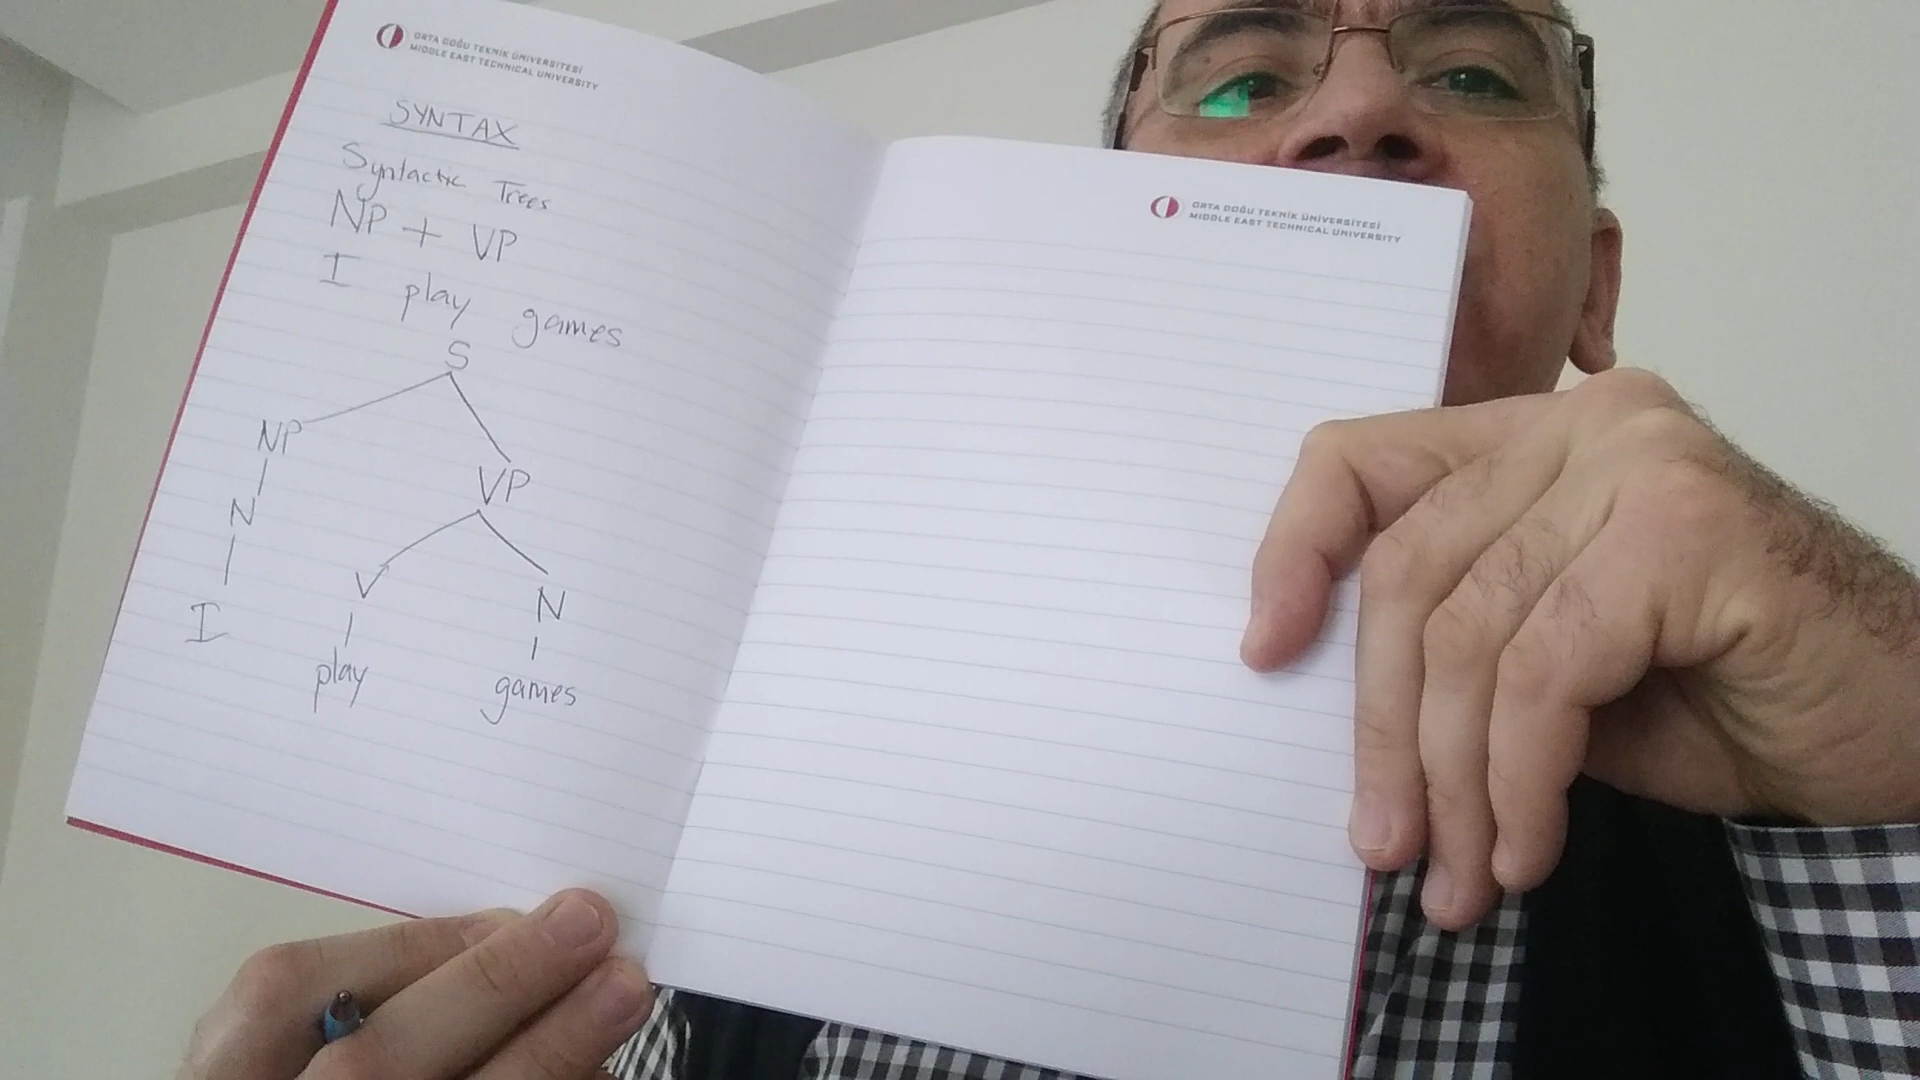 ORTA DOĞU TEKNİK ÜNİVERSİTESİ
MIDDLE EAST TECHNICAL UNIVERSITY
SYNTAX
Syntactic Trees
NP + VP
I play games
S
NP
VP
N
V
N
I
play
games
ORTA DOĞU TEKNİK ÜNİVERSİTESİ
MIDDLE EAST TECHNICAL UNIVERSITY